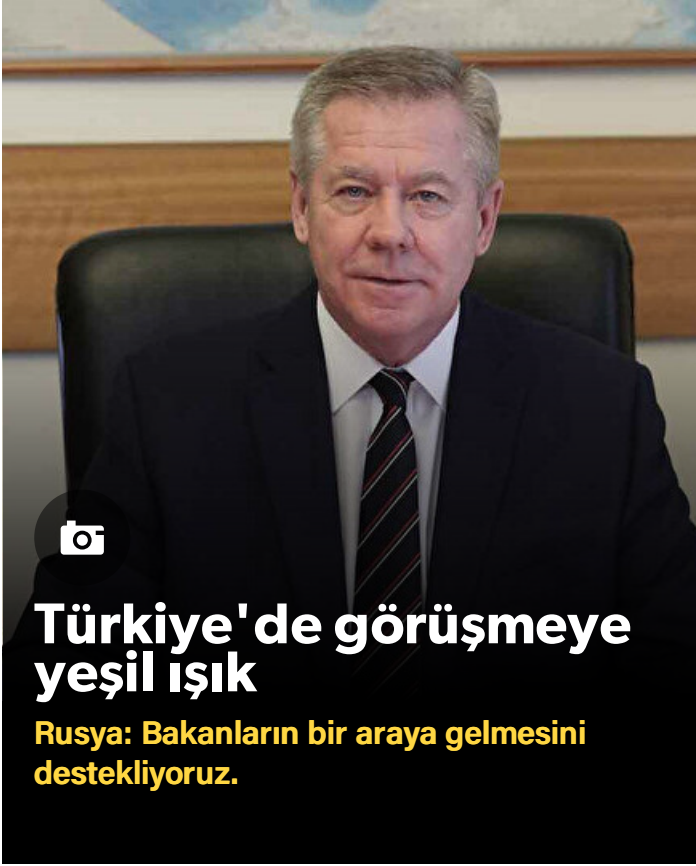 Türkiye'de görüşmeye
yeşil ışık
Rusya: Bakanların bir araya gelmesini
destekliyoruz.